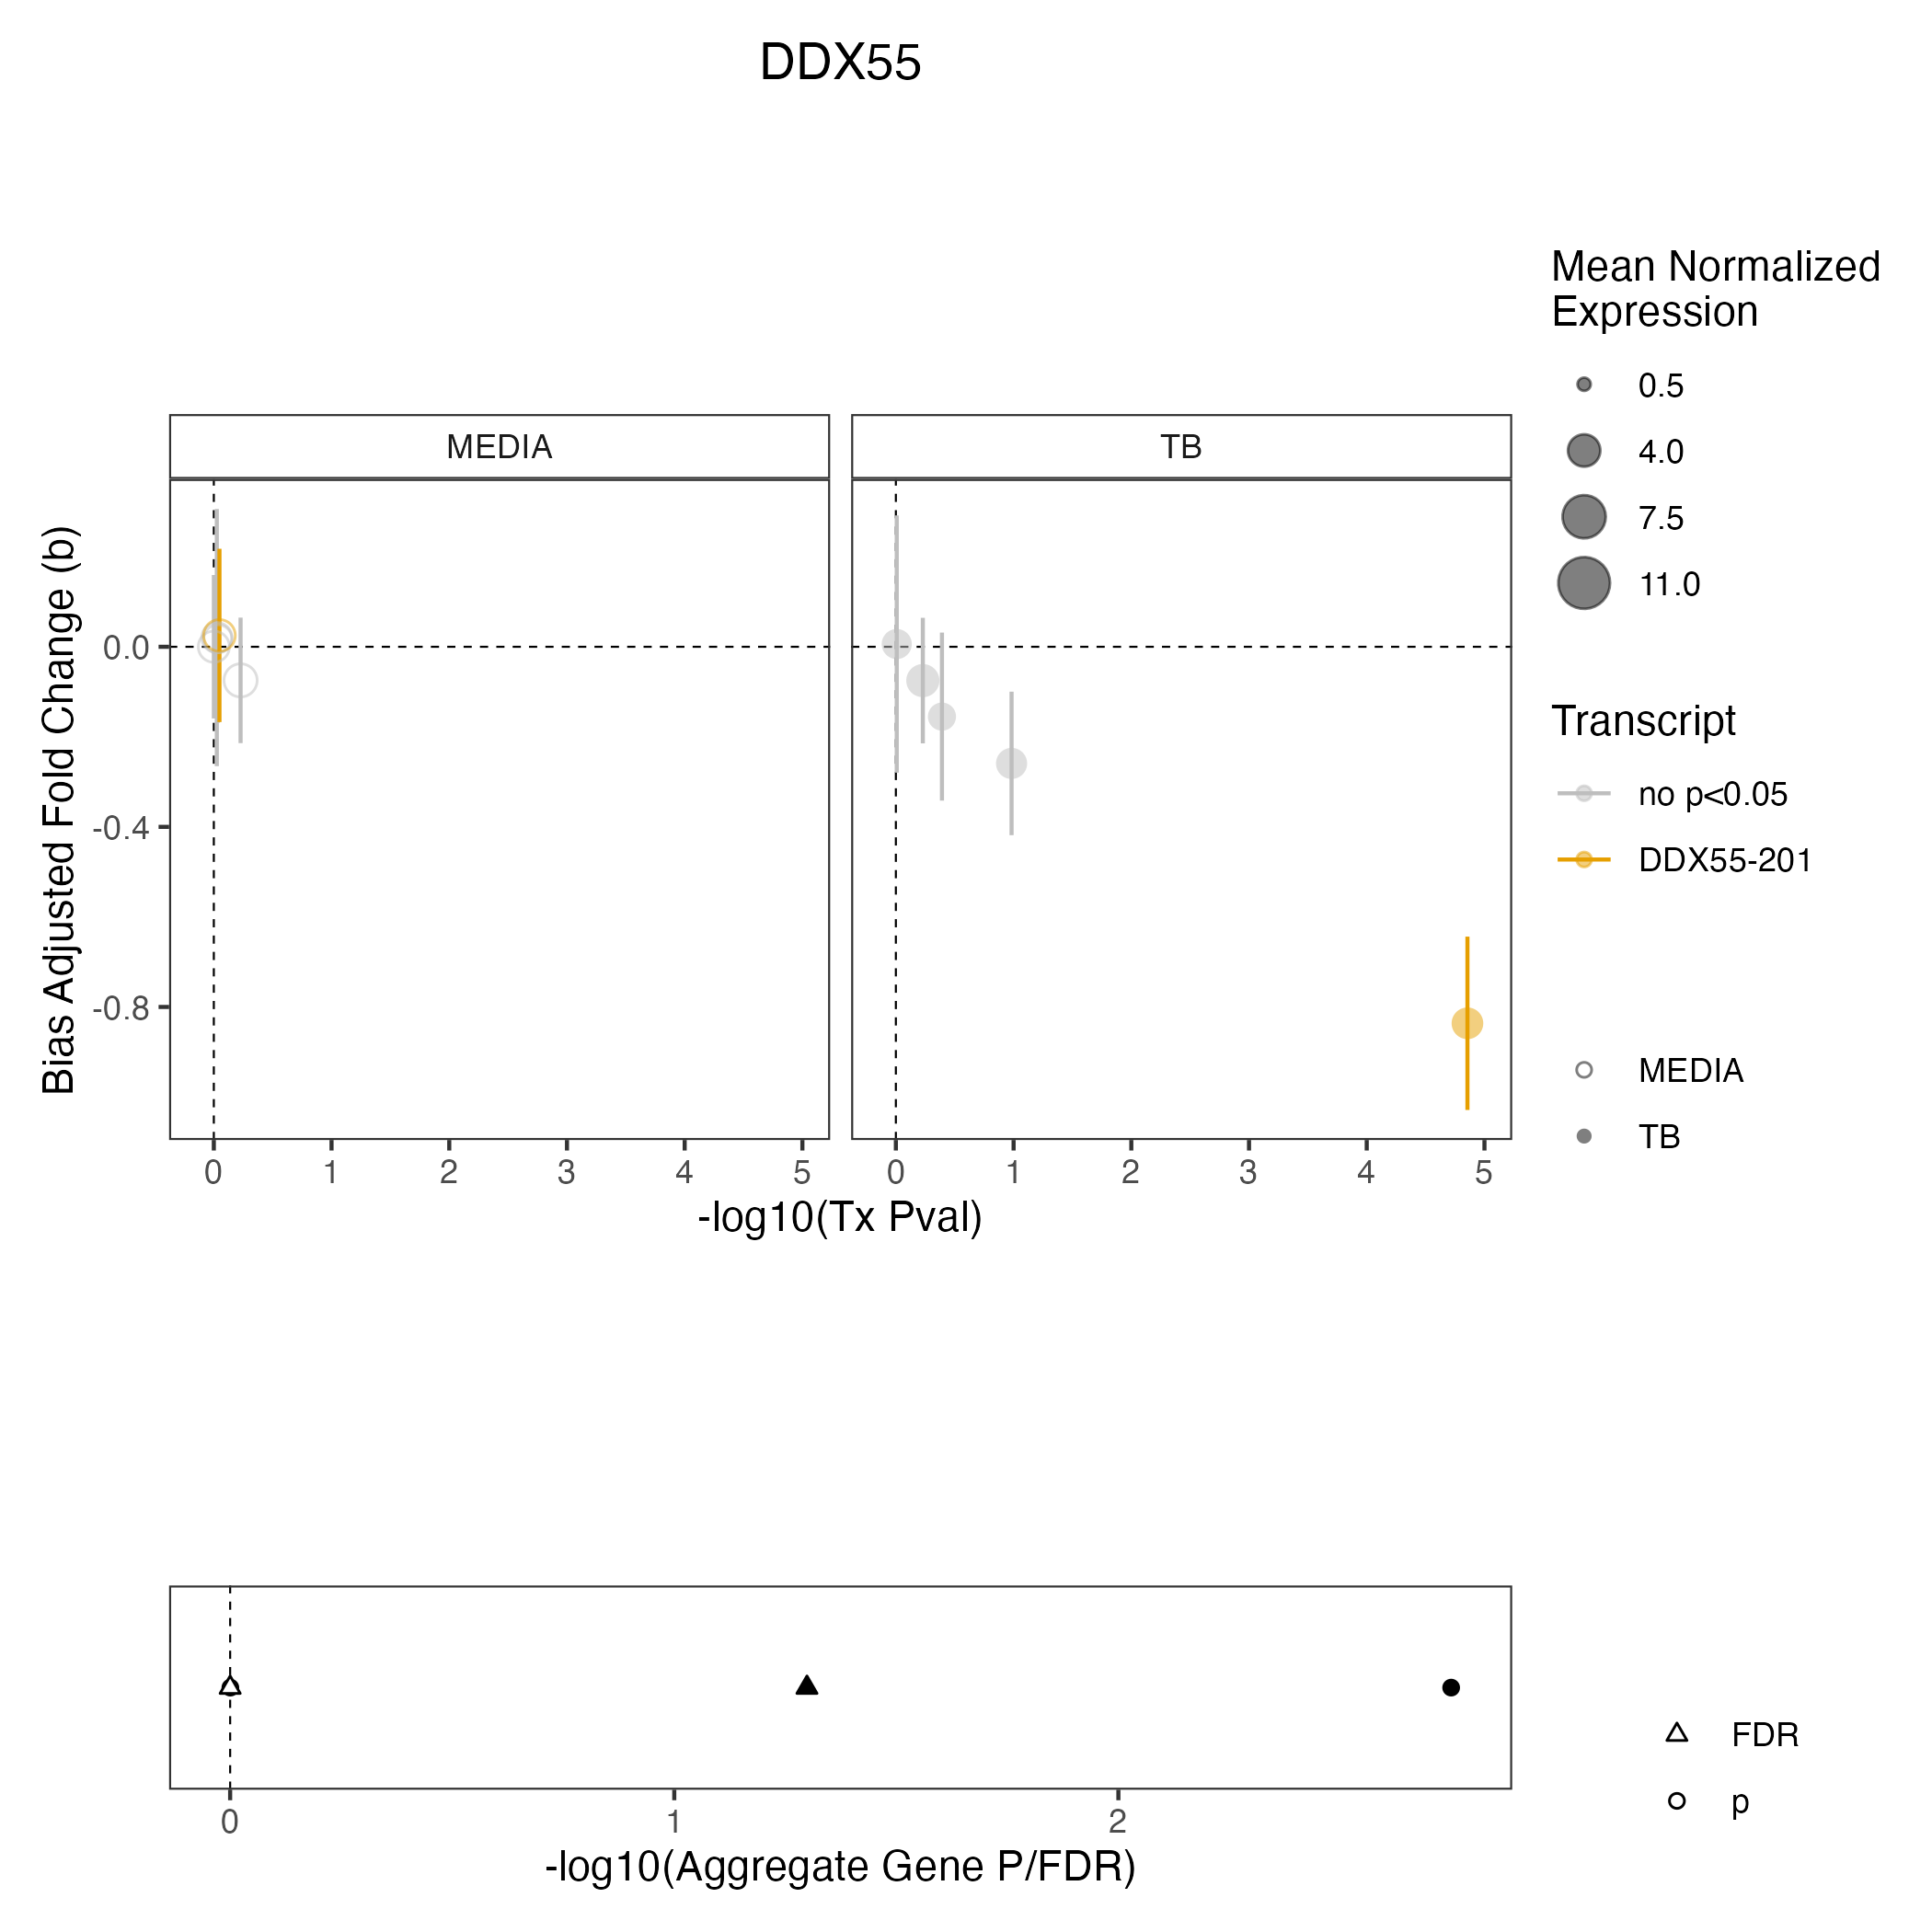 DDX55
MEDIA
TB
0.0
-0.4
-0.8
Bias Adjusted Fold Change (b)
0 1 2 3 4 5
0 1 2 3 4 5
-log10(Tx Pval)
Mean Normalized
Expression
0.5
4.0
7.5
11.0
Transcript
no p<0.05
DDX55-201
MEDIA
TB
0 1 2
-log10(Aggregate Gene P/FDR)
FDR
p